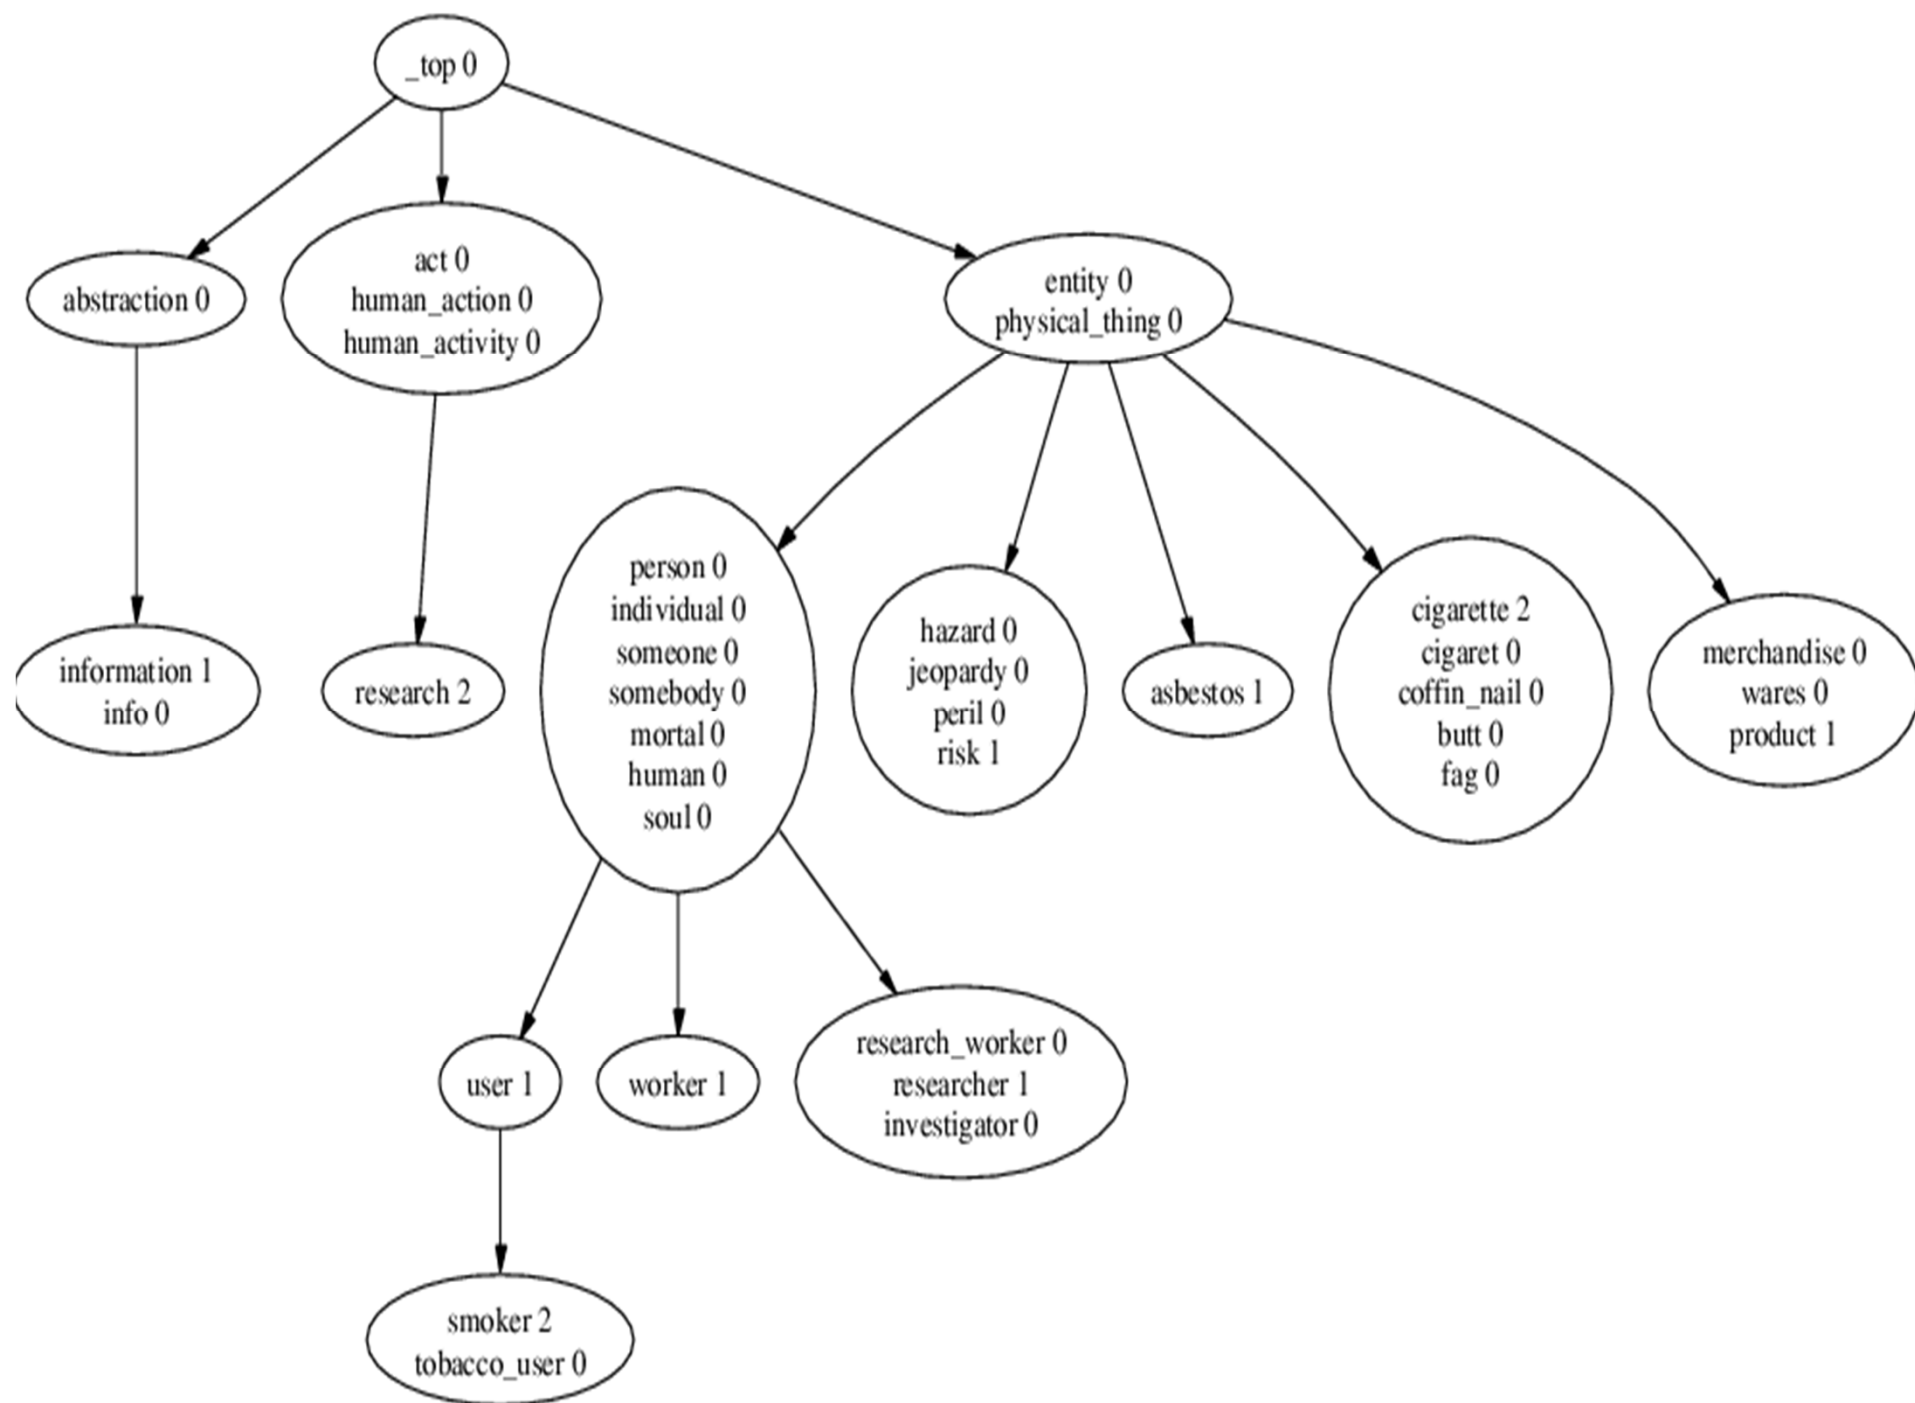 _top 0
abstraction 0
act 0
human_action 0
human_activity 0
entity 0
physical_thing 0
information 1
info 0
research 2
person 0
individual 0
someone 0
somebody 0
mortal 0
human 0
soul 0
hazard 0
jeopardy 0
peril 0
risk 1
asbestos 1
cigarette 2
cigaret 0
coffin_nail 0
butt 0
fag 0
merchandise 0
wares 0
product 1
user 1
worker 1
research_worker 0
researcher 1
investigator 0
smoker 2
tobacco_user 0